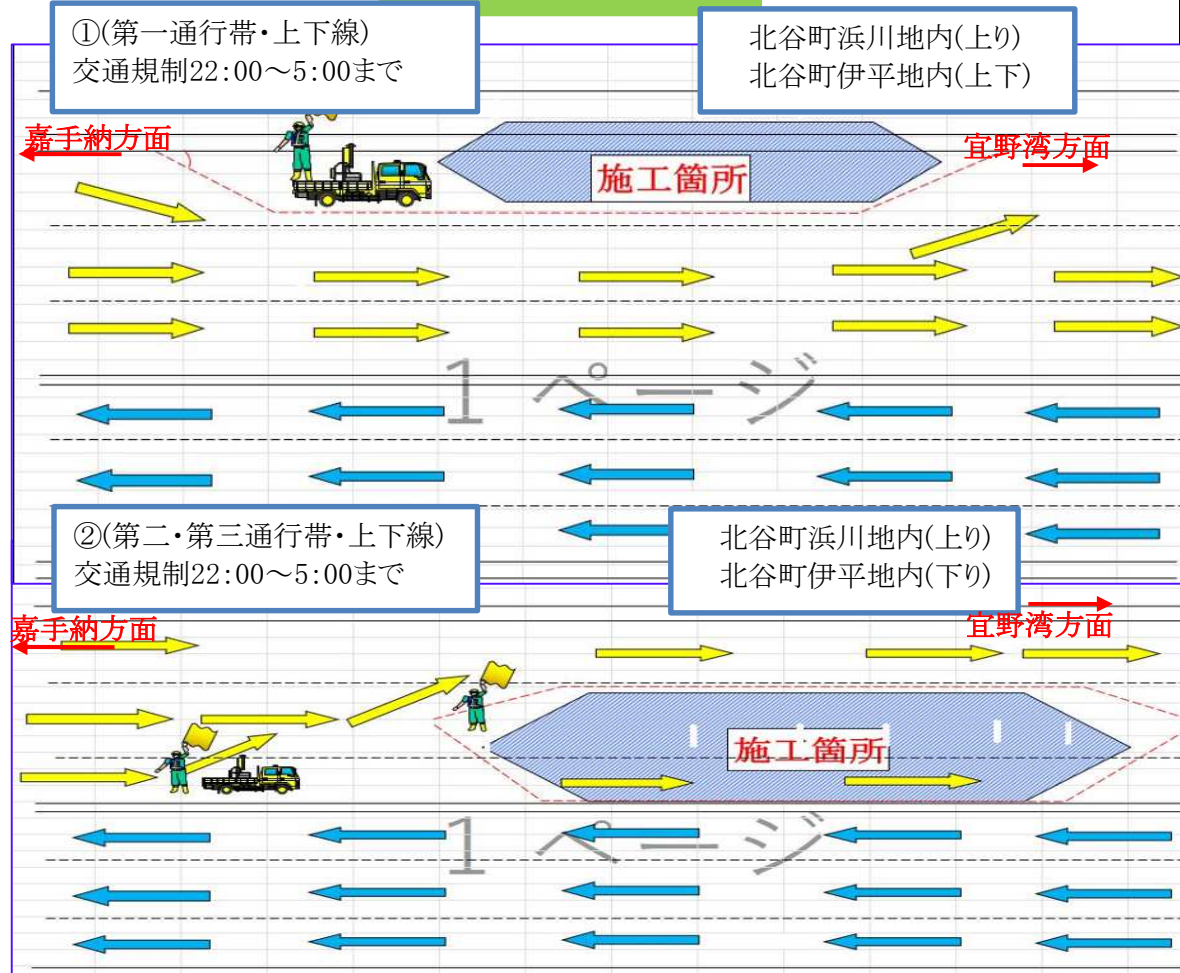 ①(第一通行帯・上下線)
交通規制22:00～5:00まで
北谷町浜川地内(上り)
北谷町伊平地内(上下)
嘉手納方面
宜野湾方面
施工箇所
1 ページ
②(第二・第三通行帯・上下線)
交通規制22:00～5:00まで
北谷町浜川地内(上り)
北谷町伊平地内(下り)
嘉手納方面
宜野湾方面
施工箇所
1 ページ